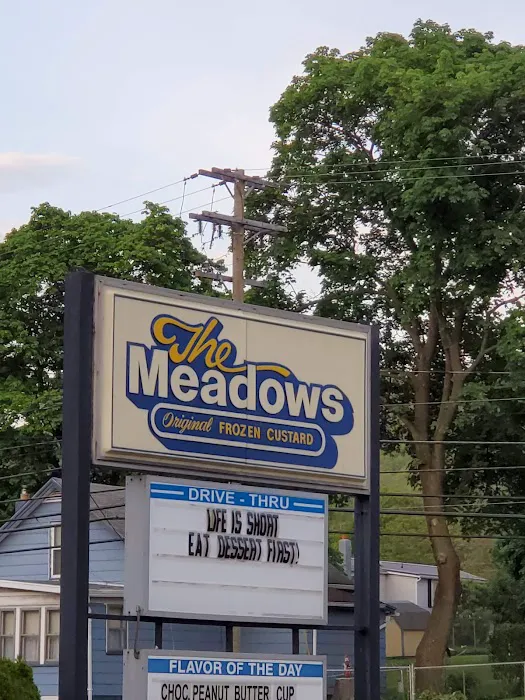 The
Meadows
Original FROZEN CUSTARD
DRIVE - THRU
LIFE IS SHORT
EAT DESSERT FIRST!
FLAVOR OF THE DAY
CHOC. PEANUT BUTTER CUP